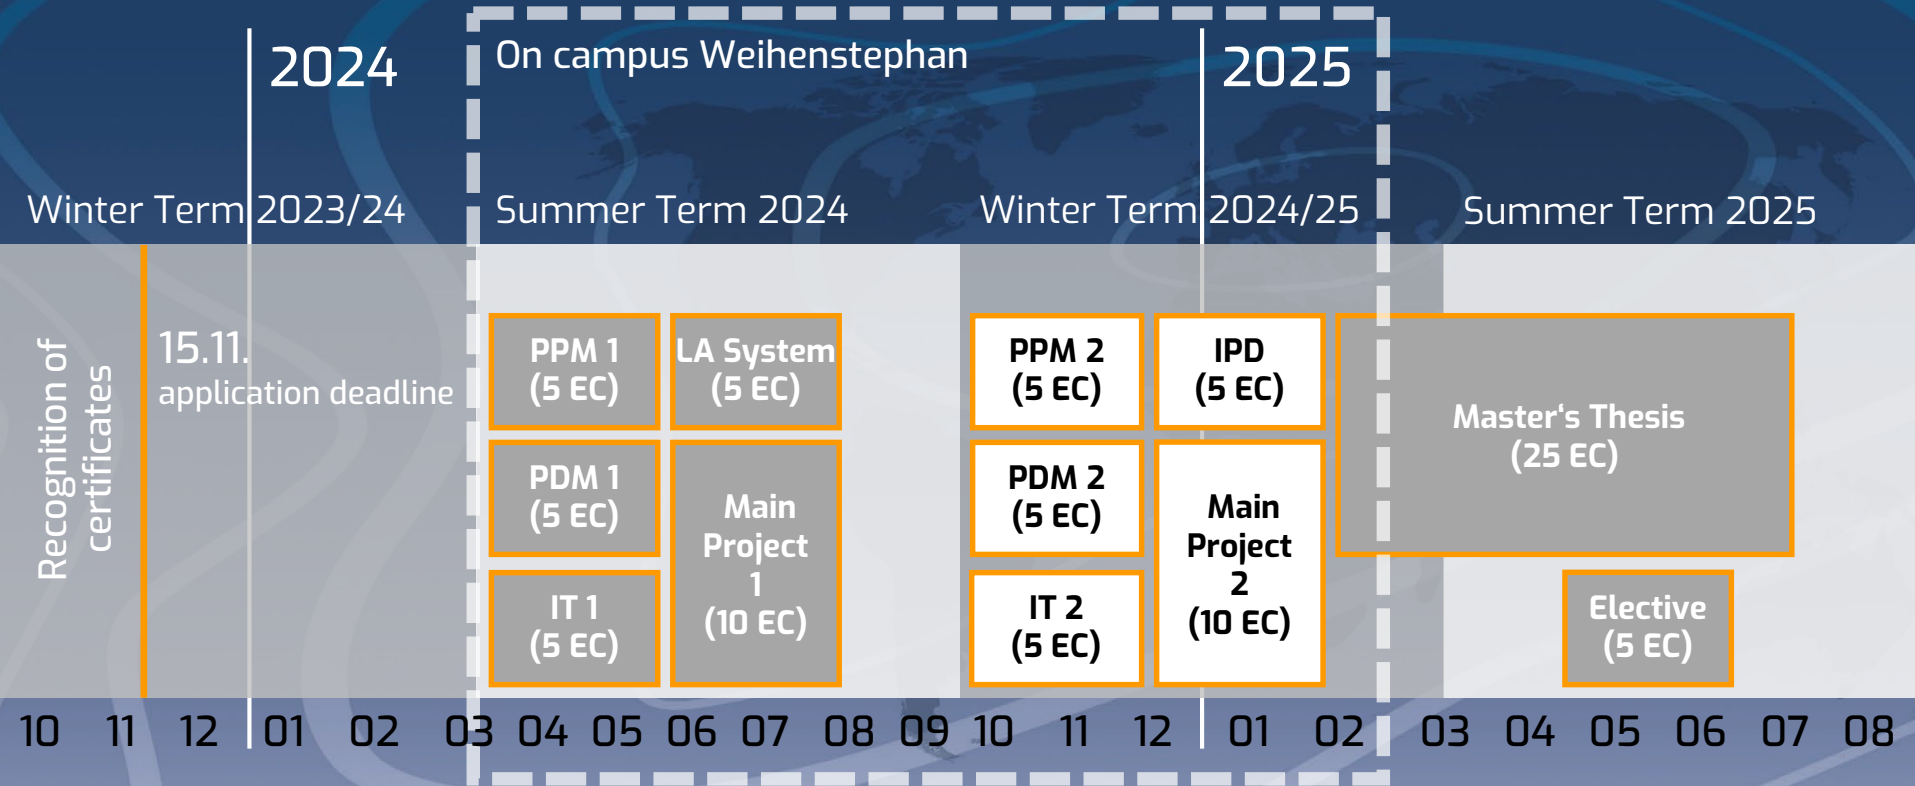 2024
On campus Weihenstephan
2025
Winter Term 2023/24
Summer Term 2024
Winter Term 2024/25
Summer Term 2025
Recognition of
certificates
15.11.
application deadline
PPM 1
(5 EC)
LA System
(5 EC)
PDM 1
(5 EC)
Main
Project
1
(10 EC)
IT 1
(5 EC)
PPM 2
(5 EC)
IPD
(5 EC)
PDM 2
(5 EC)
Main
Project
2
(10 EC)
IT 2
(5 EC)
Master‘s Thesis
(25 EC)
Elective
(5 EC)
10 11 12 01 02 03 04 05 06 07 08 09 10 11 12 01 02 03 04 05 06 07 08